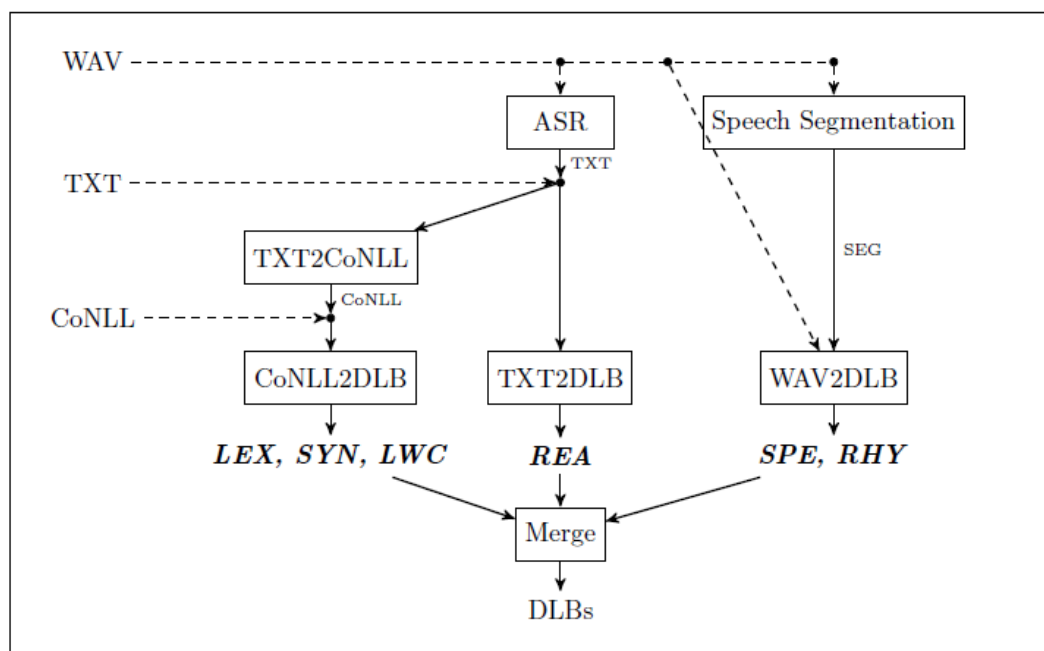 WAV
ASR
Speech Segmentation
TXT
TXT
TXT2CoNLL
SEG
CoNLL
CoNLL
CoNLL2DLB
TXT2DLB
WAV2DLB
LEX, SYN, LWC
REA
SPE, RHY
Merge
DLBs